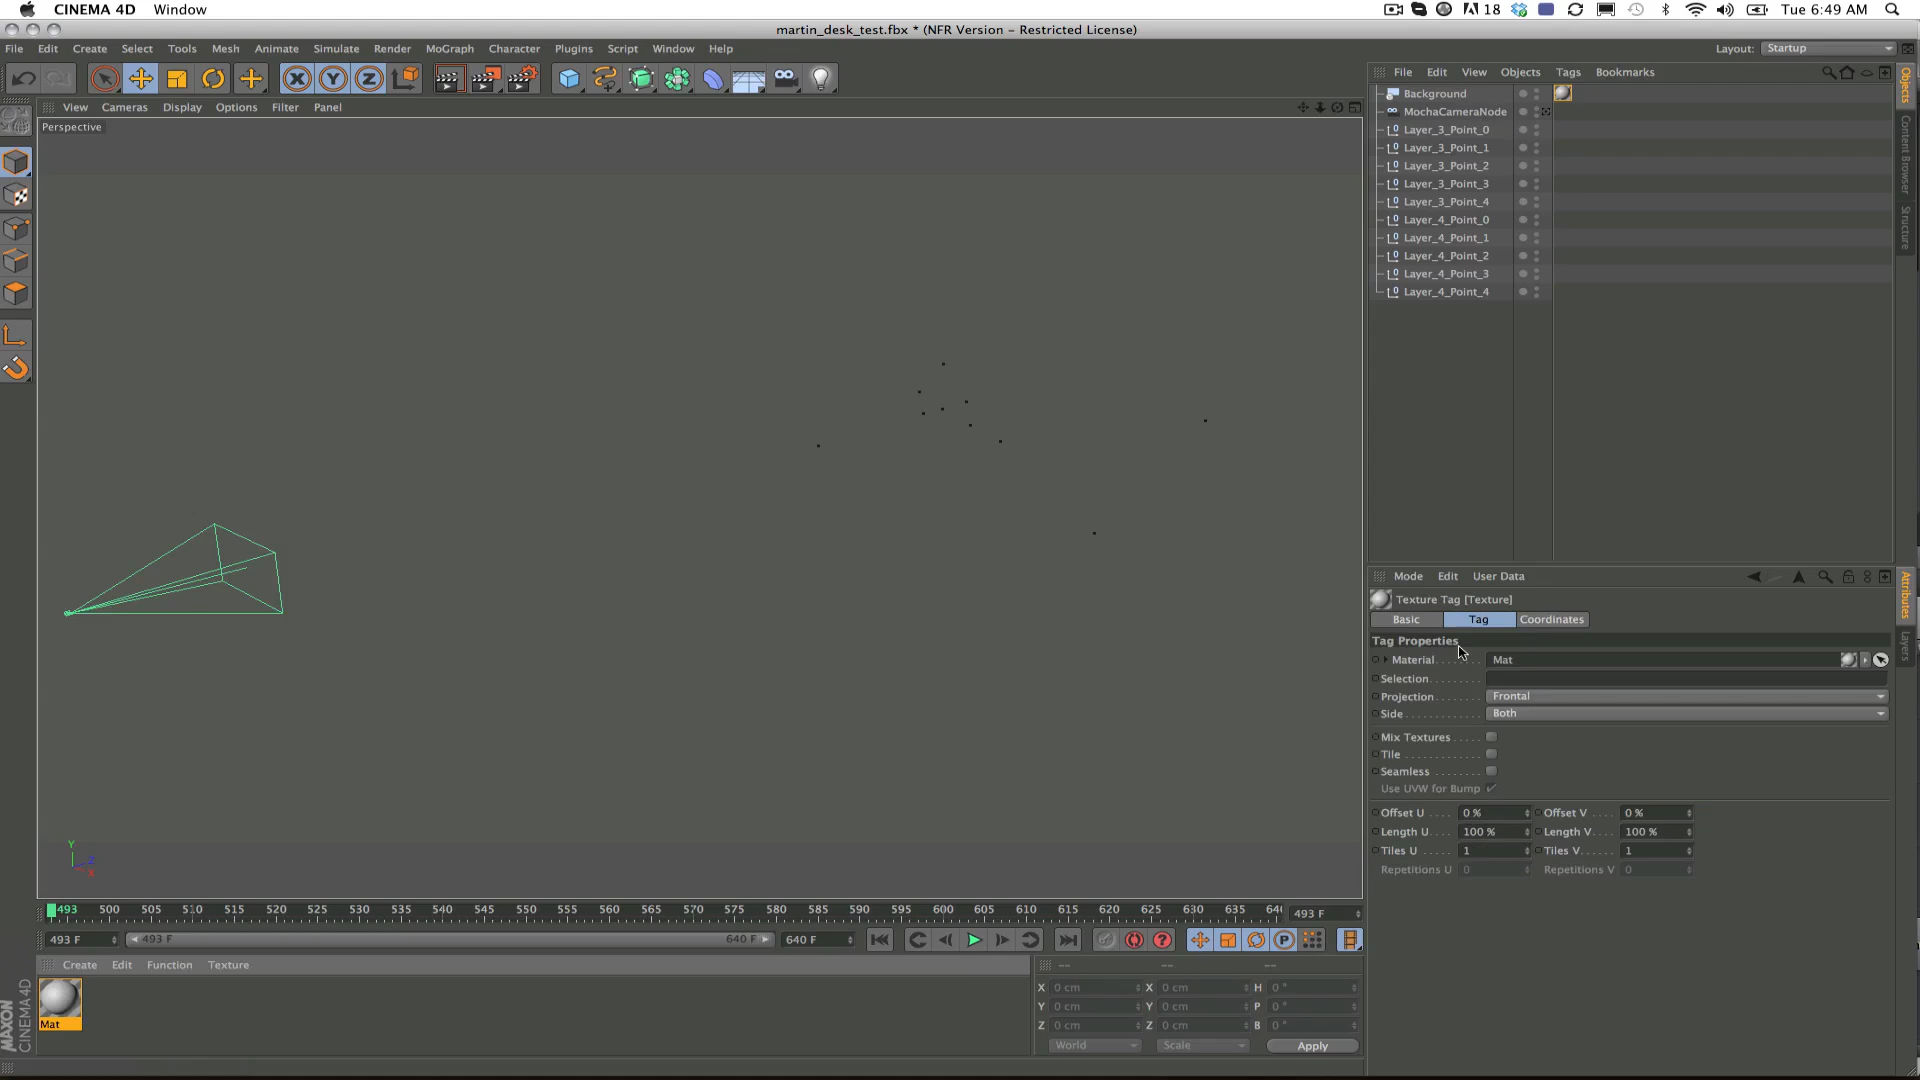 CINEMA 4D Window 18 Tue 6:49 AM
martin_desk_test.fbx * (NFR Version – Restricted License)
File Edit Create Select Tools Mesh Animate Simulate Render MoGraph Character Plugins Script Window Help Layout: Startup
X Y Z
File Edit View Objects Tags Bookmarks
View Cameras Display Options Filter Panel
Perspective
Background
MochaCameraNode
Layer_3_Point_0
Layer_3_Point_1
Layer_3_Point_2
Layer_3_Point_3
Layer_3_Point_4
Layer_4_Point_0
Layer_4_Point_1
Layer_4_Point_2
Layer_4_Point_3
Layer_4_Point_4
Objects
Content Browser
Structure
Mode Edit User Data
Texture Tag [Texture]
Basic Tag Coordinates
Tag Properties
Material Mat
Selection
Projection Frontal
Side Both
Mix Textures
Tile
Seamless
Use UVW for Bump
Offset U 0 % Offset V 0 %
Length U 100 % Length V 100 %
Tiles U 1 Tiles V 1
Repetitions U 0 Repetitions V 0
Attributes
Layers
Y
Z
X
493 500 505 510 515 520 525 530 535 540 545 550 555 560 565 570 575 580 585 590 595 600 605 610 615 620 625 630 635 640 493 F
493 F 493 F 640 F 640 F
Create Edit Function Texture
Mat
-- -- --
X 0 cm X 0 cm H 0 °
Y 0 cm Y 0 cm P 0 °
Z 0 cm Z 0 cm B 0 °
World Scale Apply
MAXON
CINEMA 4D